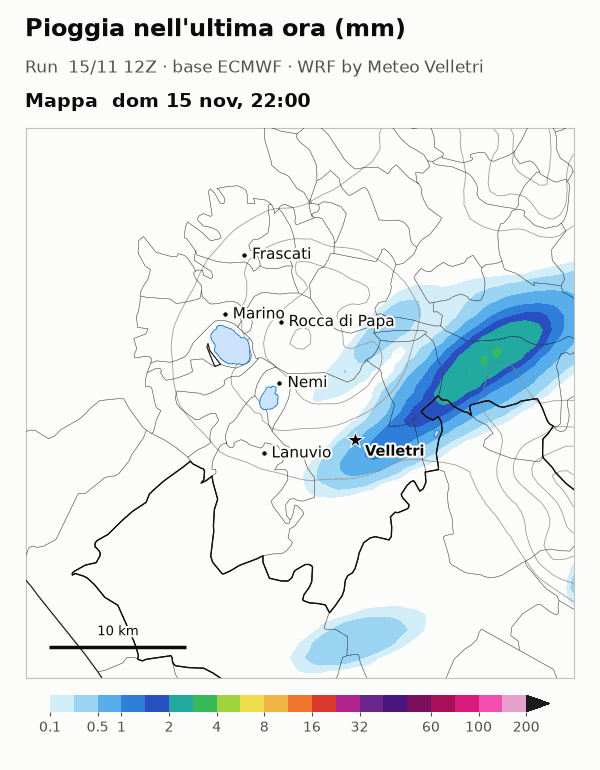 Pioggia nell'ultima ora (mm)
Run  15/11 12Z · base ECMWF · WRF by Meteo Velletri
Mappa  dom 15 nov, 22:00
Frascati
Marino
Rocca di Papa
Nemi
Velletri
Lanuvio
10 km
0.1 0.5 1 2 4 8 16 32 60 100 200